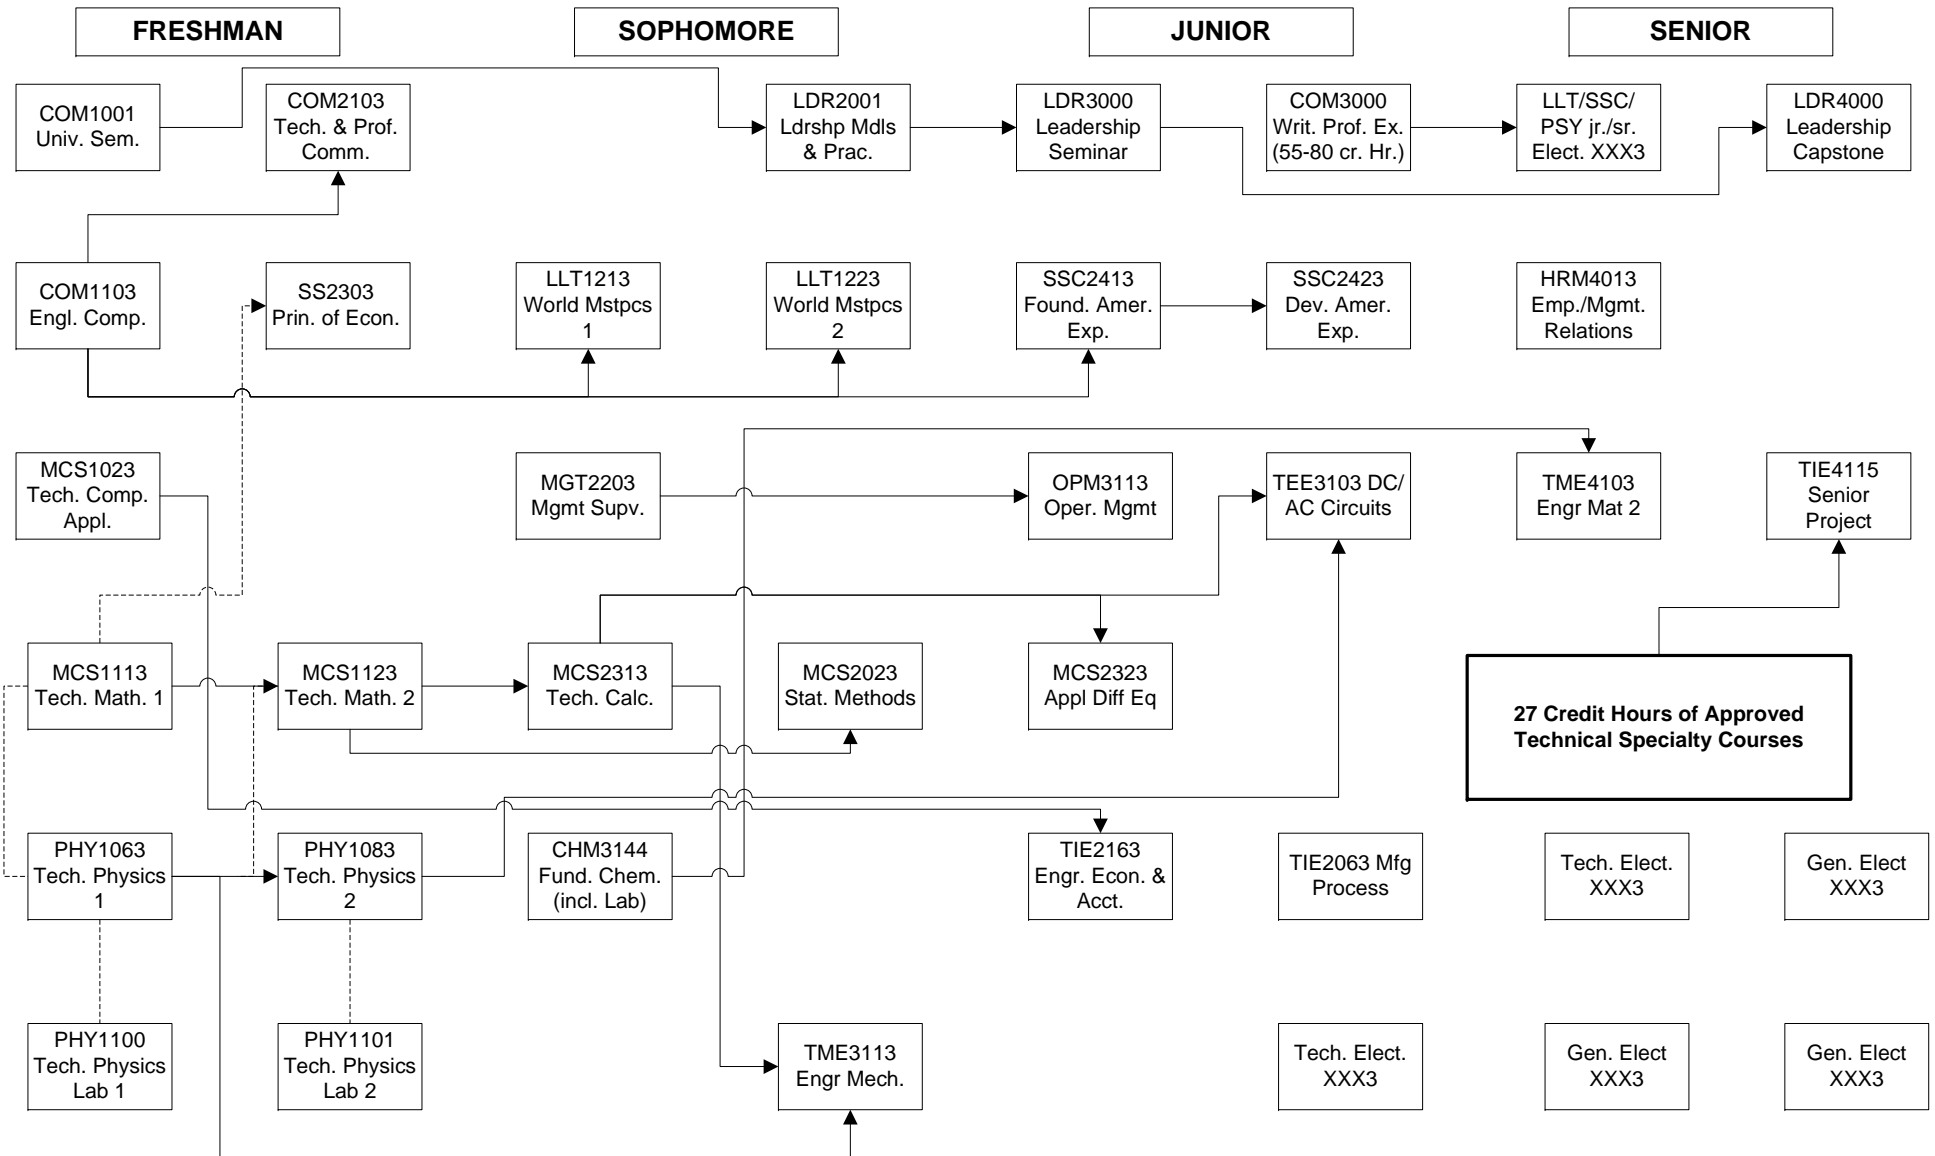 FRESHMAN
SOPHOMORE
JUNIOR
SENIOR
COM1001
Univ. Sem.
COM2103
Tech. & Prof.
Comm.
LDR2001
Ldrshp Mdls
& Prac.
LDR3000
Leadership
Seminar
COM3000
Writ. Prof. Ex.
(55-80 cr. Hr.)
LLT/SSC/
PSY jr./sr.
Elect. XXX3
LDR4000
Leadership
Capstone
COM1103
Engl. Comp.
SS2303
Prin. of Econ.
LLT1213
World Mstpcs
1
LLT1223
World Mstpcs
2
SSC2413
Found. Amer.
Exp.
SSC2423
Dev. Amer.
Exp.
HRM4013
Emp./Mgmt.
Relations
MCS1023
Tech. Comp.
Appl.
MGT2203
Mgmt Supv.
OPM3113
Oper. Mgmt
TEE3103 DC/
AC Circuits
TME4103
Engr Mat 2
TIE4115
Senior
Project
MCS1113
Tech. Math. 1
MCS1123
Tech. Math. 2
MCS2313
Tech. Calc.
MCS2023
Stat. Methods
MCS2323
Appl Diff Eq
27 Credit Hours of Approved
Technical Specialty Courses
PHY1063
Tech. Physics
1
PHY1083
Tech. Physics
2
CHM3144
Fund. Chem.
(incl. Lab)
TIE2163
Engr. Econ. &
Acct.
TIE2063 Mfg
Process
Tech. Elect.
XXX3
Gen. Elect
XXX3
PHY1100
Tech. Physics
Lab 1
PHY1101
Tech. Physics
Lab 2
TME3113
Engr Mech.
Tech. Elect.
XXX3
Gen. Elect
XXX3
Gen. Elect
XXX3